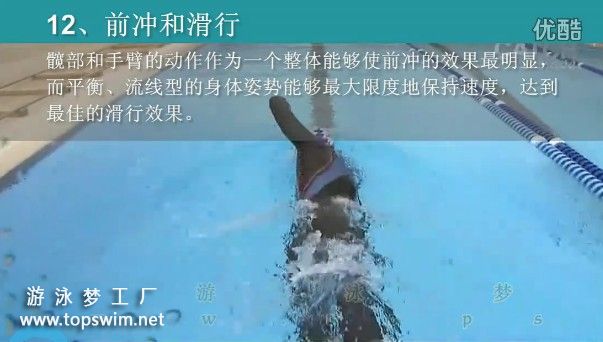 12、前冲和滑行
优酷
髋部和手臂的动作作为一个整体能够使前冲的效果最明显，
而平衡、流线型的身体姿势能够最大限度地保持速度，达到
最佳的滑行效果。
游泳梦工厂
www.topswim.net
游 泳 梦
w p s